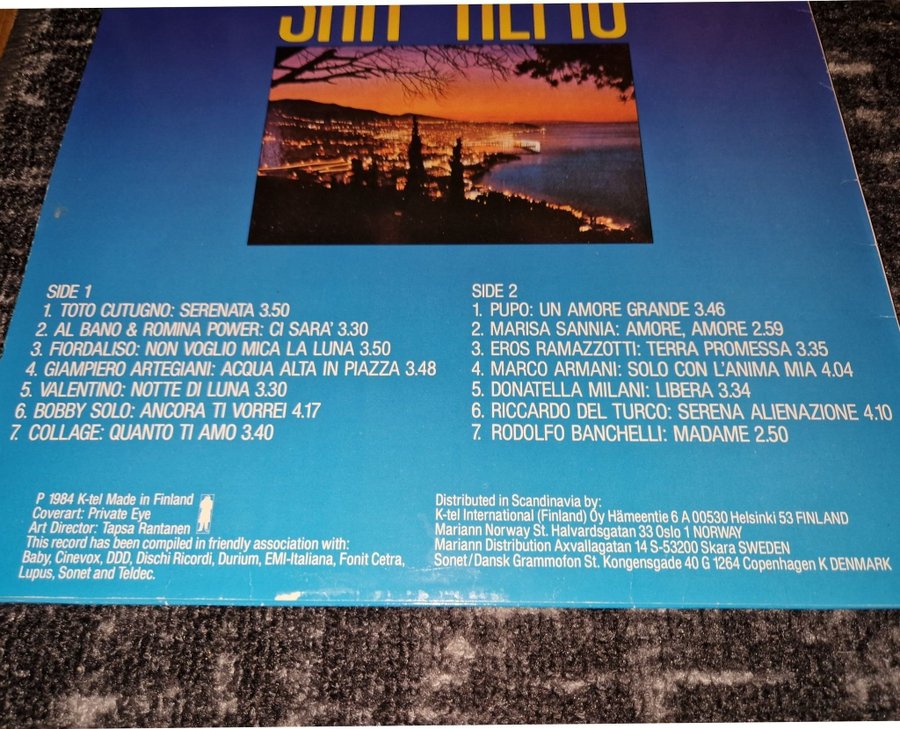 SAN REMO
SIDE 1
1. TOTO CUTUGNO: SERENATA 3.50
2. AL BANO & ROMINA POWER: CI SARA' 3.30
3. FIORDALISO: NON VOGLIO MICA LA LUNA 3.50
4. GIAMPIERO ARTEGIANI: ACQUA ALTA IN PIAZZA 3.48
5. VALENTINO: NOTTE DI LUNA 3.30
6. BOBBY SOLO: ANCORA TI VORREI 4.17
7. COLLAGE: QUANTO TI AMO 3.40
SIDE 2
1. PUPO: UN AMORE GRANDE 3.46
2. MARISA SANNIA: AMORE, AMORE 2.59
3. EROS RAMAZZOTTI: TERRA PROMESSA 3.35
4. MARCO ARMANI: SOLO CON L'ANIMA MIA 4.04
5. DONATELLA MILANI: LIBERA 3.34
6. RICCARDO DEL TURCO: SERENA ALIENAZIONE 4.10
7. RODOLFO BANCHELLI: MADAME 2.50
P 1984 K-tel Made in Finland
Coverart: Private Eye
Art Director: Tapsa Rantanen
This record has been compiled in friendly association with:
Baby, Cinevox, DDD, Dischi Ricordi, Durium, EMI-Italiana, Fonit Cetra,
Lupus, Sonet and Teldec.
Distributed in Scandinavia by:
K-tel International (Finland) Oy Hämeentie 6 A 00530 Helsinki 53 FINLAND
Mariann Norway St. Halvardsgatan 33 Oslo 1 NORWAY
Mariann Distribution Axvallagatan 14 S-53200 Skara SWEDEN
Sonet/Dansk Grammofon St. Kongensgade 40 G 1264 Copenhagen K DENMARK